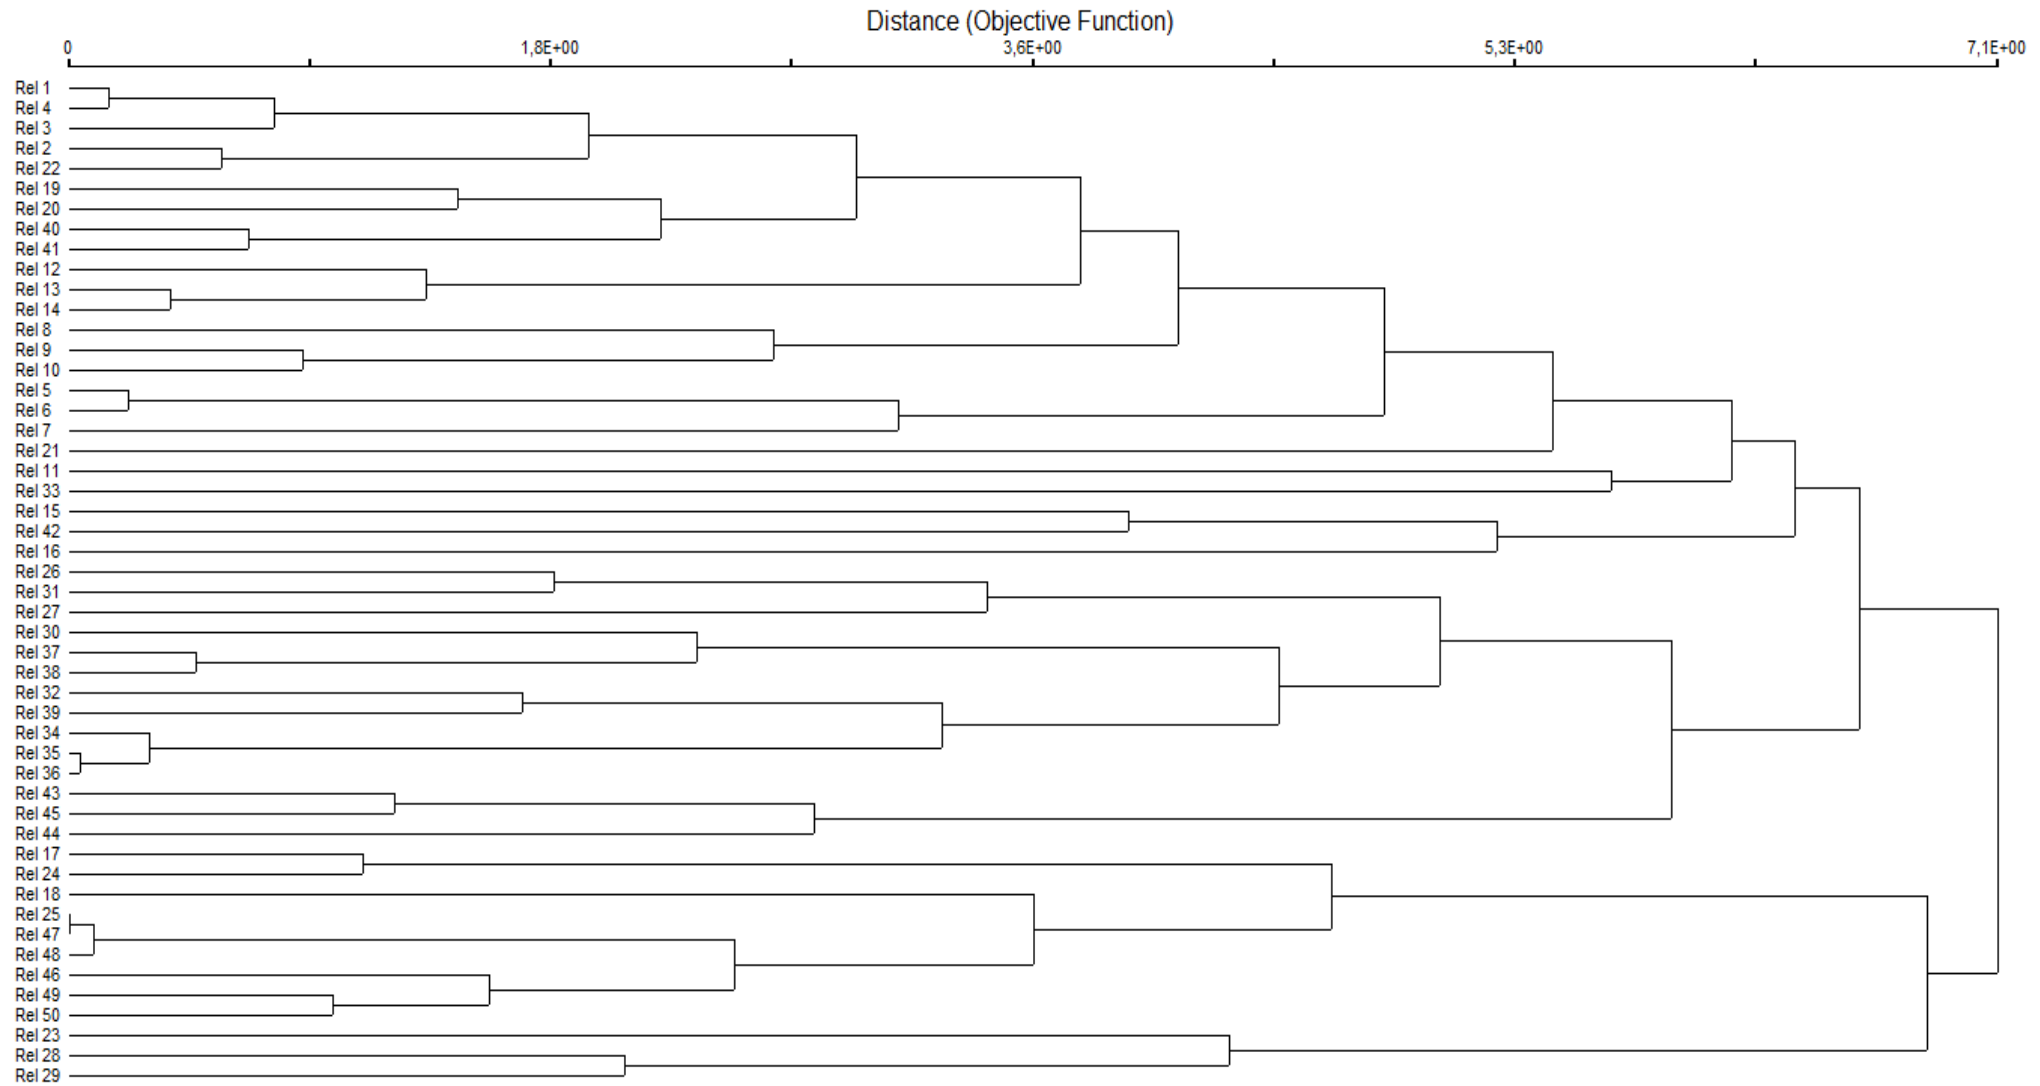 Distance (Objective Function)
0 1,8E+00 3,6E+00 5,3E+00 7,1E+00
Rel 1
Rel 4
Rel 3
Rel 2
Rel 22
Rel 19
Rel 20
Rel 40
Rel 41
Rel 12
Rel 13
Rel 14
Rel 8
Rel 9
Rel 10
Rel 5
Rel 6
Rel 7
Rel 21
Rel 11
Rel 33
Rel 15
Rel 42
Rel 16
Rel 26
Rel 31
Rel 27
Rel 30
Rel 37
Rel 38
Rel 32
Rel 39
Rel 34
Rel 35
Rel 36
Rel 43
Rel 45
Rel 44
Rel 17
Rel 24
Rel 18
Rel 25
Rel 47
Rel 48
Rel 46
Rel 49
Rel 50
Rel 23
Rel 28
Rel 29